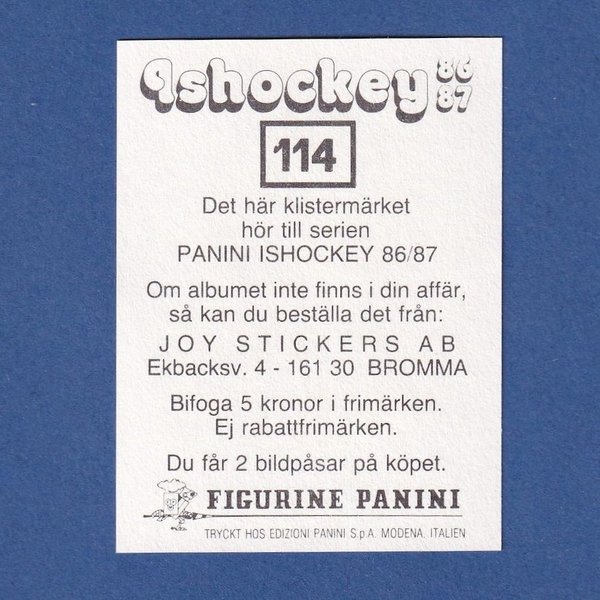 Ishockey 86
87
114
Det här klistermärket
hör till serien
PANINI ISHOCKEY 86/87
Om albumet inte finns i din affär,
så kan du beställa det från:
JOY STICKERS AB
Ekbacksv. 4 - 161 30 BROMMA
Bifoga 5 kronor i frimärken.
Ej rabattfrimärken.
Du får 2 bildpåsar på köpet.
FIGURINE PANINI
TRYCKT HOS EDIZIONI PANINI S.p.A. MODENA. ITALIEN